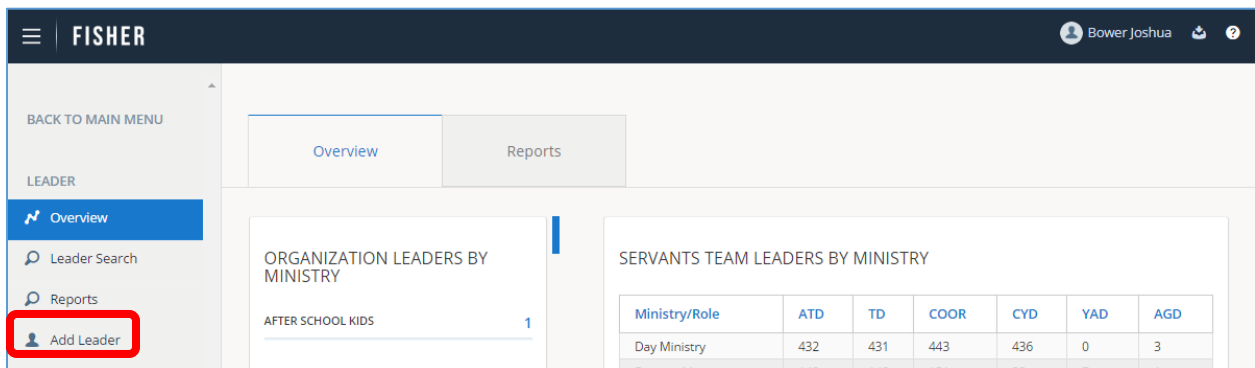 FISHER
Bower Joshua
?
BACK TO MAIN MENU
LEADER
Overview
Leader Search
Reports
Add Leader
Overview Reports
ORGANIZATION LEADERS BY
MINISTRY
AFTER SCHOOL KIDS 1
SERVANTS TEAM LEADERS BY MINISTRY
Ministry/Role ATD TD COOR CYD YAD AGD
Day Ministry 432 431 443 436 0 3